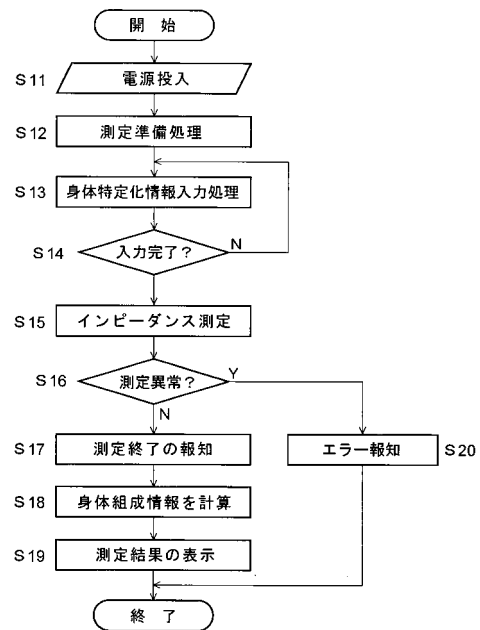 開 始
S11 電源投入
S12 測定準備処理
S13 身体特定化情報入力処理
S14 入力完了? N
S15 インピーダンス測定
S16 測定異常? Y
N
S17 測定終了の報知 エラー報知 S20
S18 身体組成情報を計算
S19 測定結果の表示
終 了